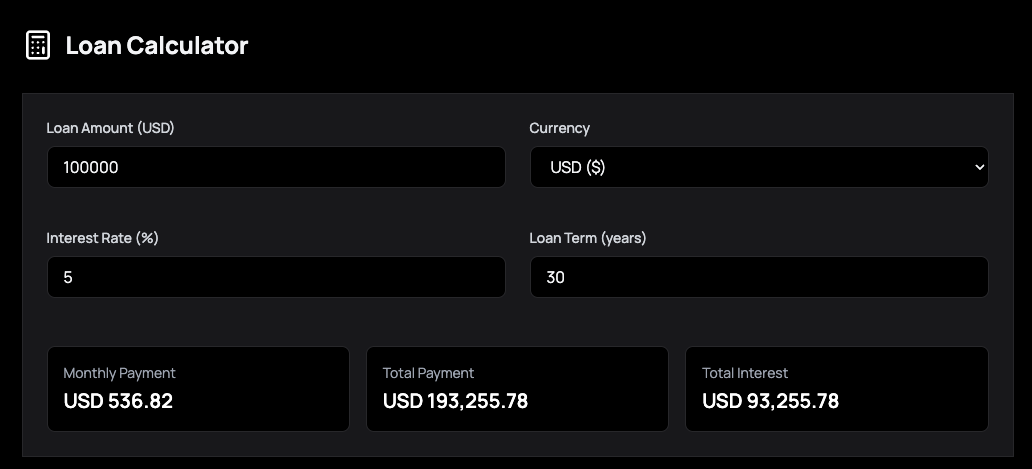 Loan Calculator
Loan Amount (USD)
Currency
100000
USD ($)
Interest Rate (%)
Loan Term (years)
5
30
Monthly Payment
Total Payment
Total Interest
USD 536.82
USD 193,255.78
USD 93,255.78